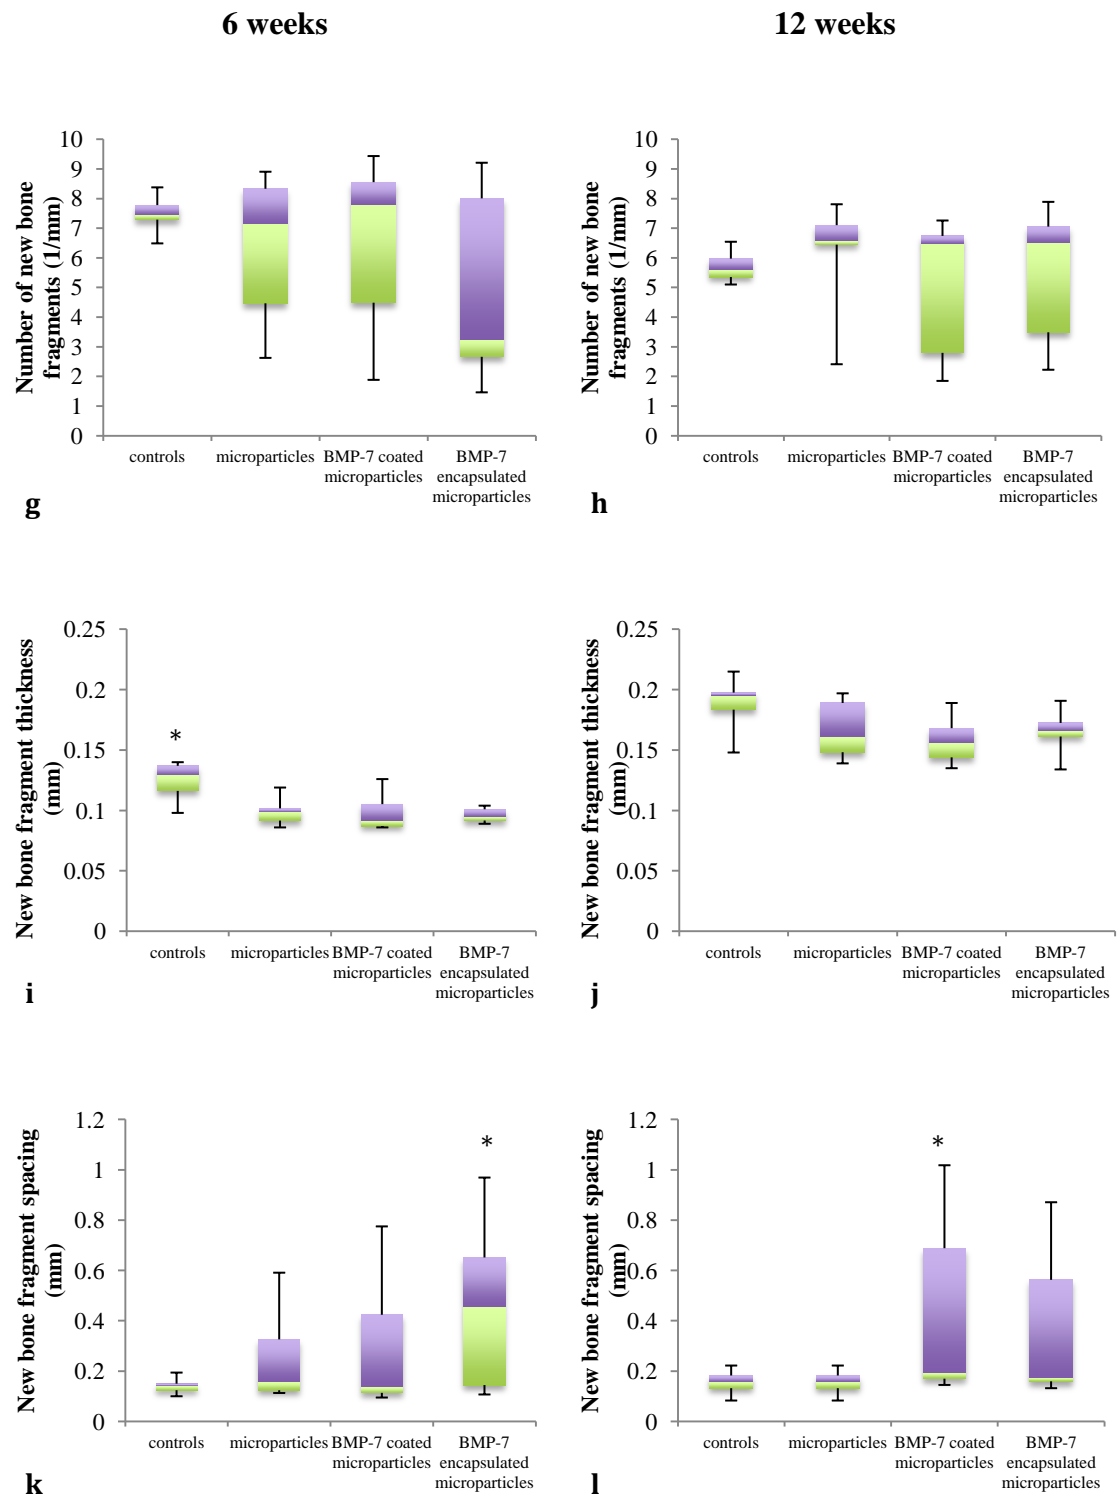 6 weeks
12 weeks
Number of new bone
fragments (1/mm)
10
9
8
7
6
5
4
3
2
1
0
controls
microparticles
BMP-7 coated
microparticles
BMP-7
encapsulated
microparticles
g
Number of new bone
fragments (1/mm)
10
9
8
7
6
5
4
3
2
1
0
controls
microparticles
BMP-7 coated
microparticles
BMP-7
encapsulated
microparticles
h
New bone fragment thickness
(mm)
0.25
0.2
0.15
0.1
0.05
0
*
controls
microparticles
BMP-7 coated
microparticles
BMP-7
encapsulated
microparticles
i
New bone fragment thickness
(mm)
0.25
0.2
0.15
0.1
0.05
0
controls
microparticles
BMP-7 coated
microparticles
BMP-7
encapsulated
microparticles
j
New bone fragment spacing
(mm)
1.2
1
0.8
0.6
0.4
0.2
0
*
controls
microparticles
BMP-7 coated
microparticles
BMP-7
encapsulated
microparticles
k
New bone fragment spacing
(mm)
1.2
1
0.8
0.6
0.4
0.2
0
*
controls
microparticles
BMP-7 coated
microparticles
BMP-7
encapsulated
microparticles
l